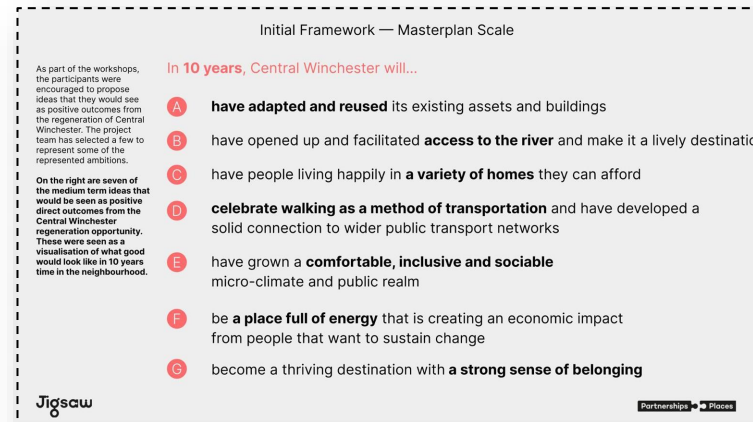 Initial Framework — Masterplan Scale
As part of the workshops,
the participants were
encouraged to propose
ideas that they would see
as positive outcomes from
the regeneration of Central
Winchester. The project
team has selected a few to
represent some of the
represented ambitions.
On the right are seven of
the medium term ideas that
would be seen as positive
direct outcomes from the
Central Winchester
regeneration opportunity.
These were seen as a
visualisation of what good
would look like in 10 years
time in the neighbourhood.
In 10 years, Central Winchester will...
A have adapted and reused its existing assets and buildings
B have opened up and facilitated access to the river and make it a lively destinatio
C have people living happily in a variety of homes they can afford
D celebrate walking as a method of transportation and have developed a
solid connection to wider public transport networks
E have grown a comfortable, inclusive and sociable
micro-climate and public realm
F be a place full of energy that is creating an economic impact
from people that want to sustain change
G become a thriving destination with a strong sense of belonging
Jigsaw
Partnerships Places